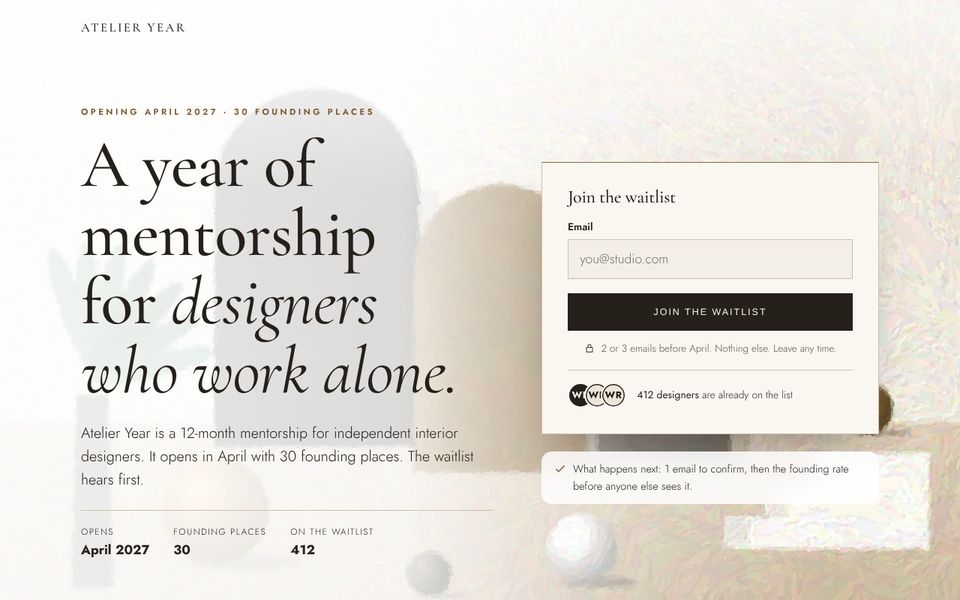 ATELIER YEAR
OPENING APRIL 2027 · 30 FOUNDING PLACES
A year of
mentorship
for designers
who work alone.
Atelier Year is a 12-month mentorship for independent interior
designers. It opens in April with 30 founding places. The waitlist
hears first.
OPENS
April 2027
FOUNDING PLACES
30
ON THE WAITLIST
412
Join the waitlist
Email
you@studio.com
JOIN THE WAITLIST
2 or 3 emails before April. Nothing else. Leave any time.
WR
412 designers are already on the list
What happens next: 1 email to confirm, then the founding rate
before anyone else sees it.